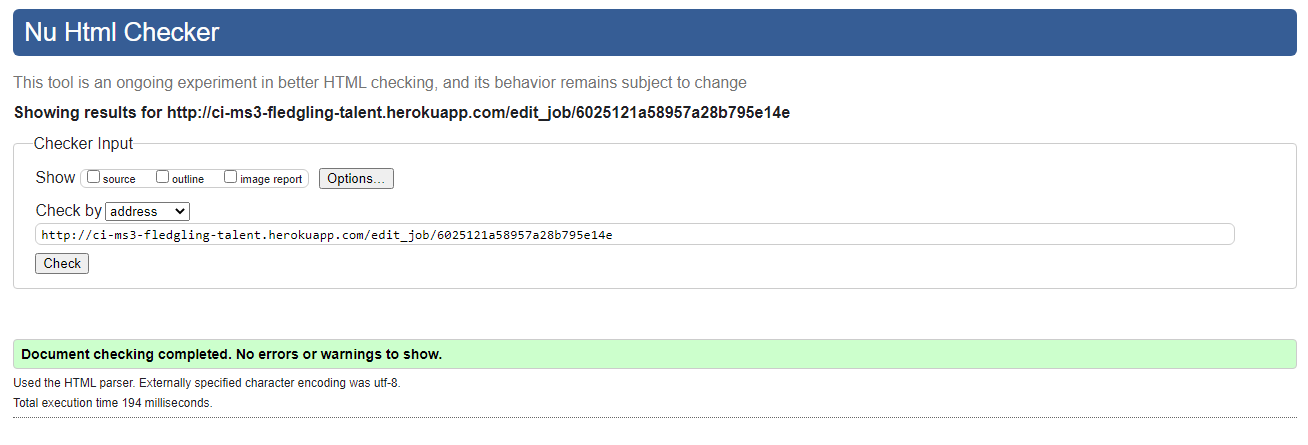 Nu Html Checker
This tool is an ongoing experiment in better HTML checking, and its behavior remains subject to change
Showing results for http://ci-ms3-fledgling-talent.herokuapp.com/edit_job/6025121a58957a28b795e14e
Checker Input
Show source outline image report Options...
Check by address
http://ci-ms3-fledgling-talent.herokuapp.com/edit_job/6025121a58957a28b795e14e
Check
Document checking completed. No errors or warnings to show.
Used the HTML parser. Externally specified character encoding was utf-8.
Total execution time 194 milliseconds.